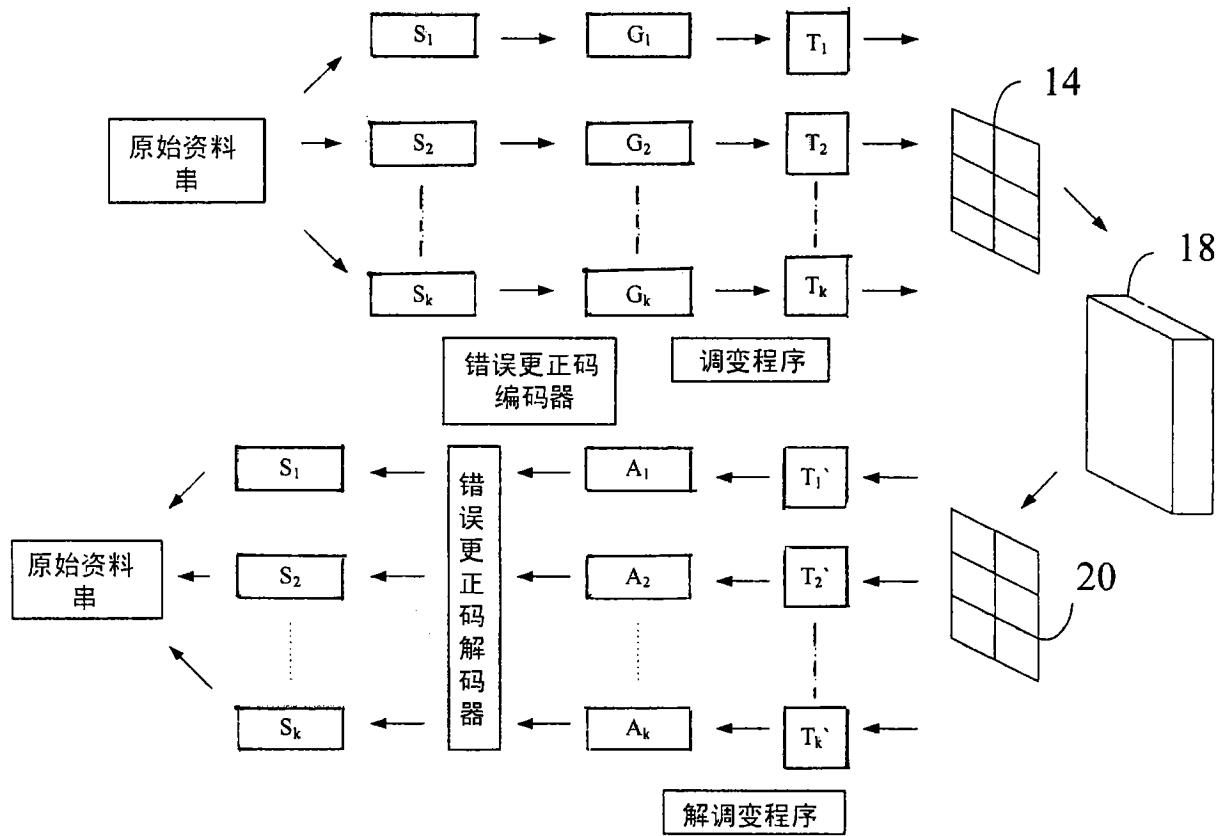 S₁ G₁ T₁
14
原始资料
串
S₂ G₂ T₂
18
Sₖ Gₖ Tₖ
错误更正码
编码器
调变程序
S₁ A₁ T₁`
错误更正码解码器
原始资料
串
S₂ A₂ T₂`
20
Sₖ Aₖ Tₖ`
解调变程序